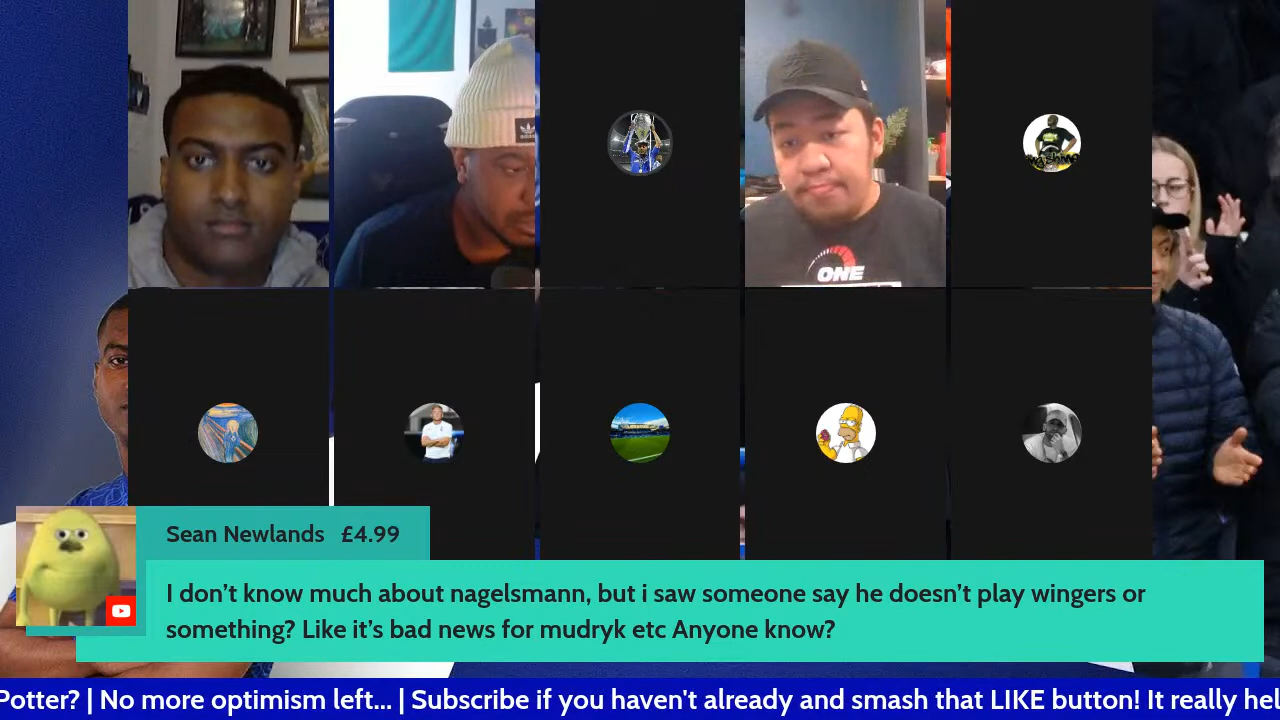 ONE
Sean Newlands £4.99
I don't know much about nagelsmann, but i saw someone say he doesn't play wingers or
something? Like it's bad news for mudryk etc Anyone know?
Potter? | No more optimism left... | Subscribe if you haven't already and smash that LIKE button! It really hel